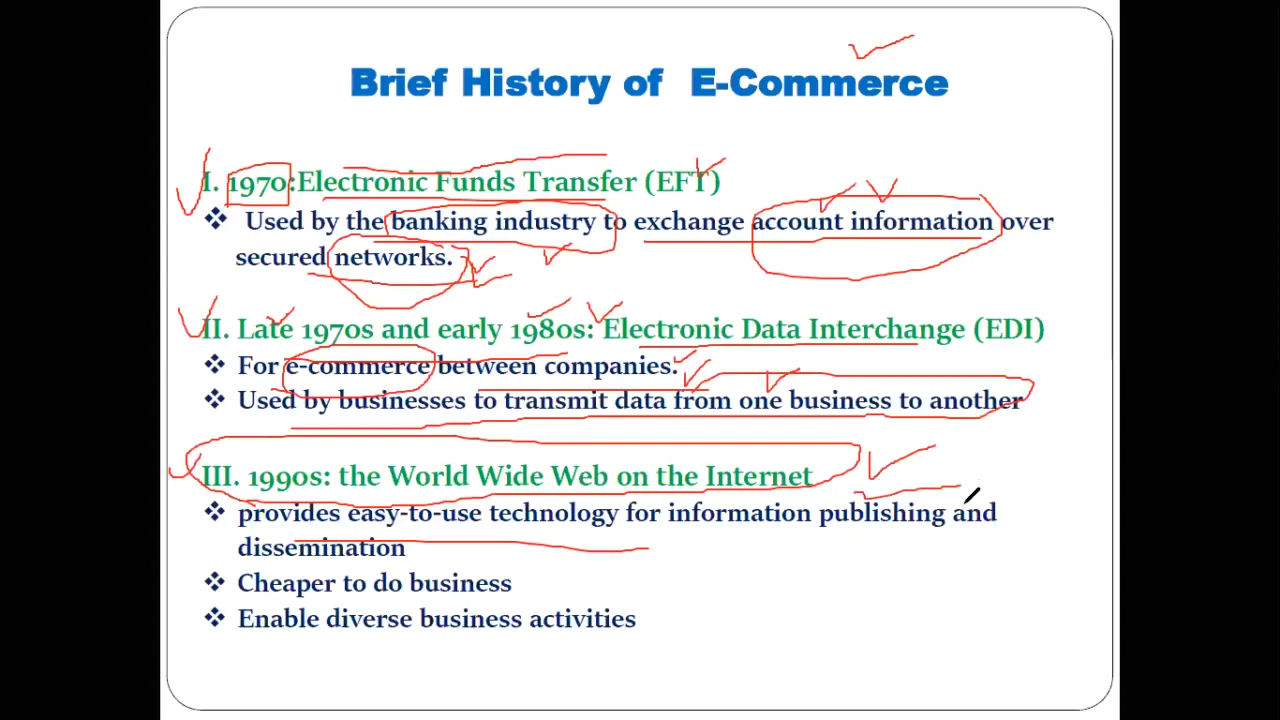 Brief History of E-Commerce
I. 1970:Electronic Funds Transfer (EFT)
❖ Used by the banking industry to exchange account information over
secured networks.
II. Late 1970s and early 1980s: Electronic Data Interchange (EDI)
❖ For e-commerce between companies.
❖ Used by businesses to transmit data from one business to another
III. 1990s: the World Wide Web on the Internet
❖ provides easy-to-use technology for information publishing and
dissemination
❖ Cheaper to do business
❖ Enable diverse business activities